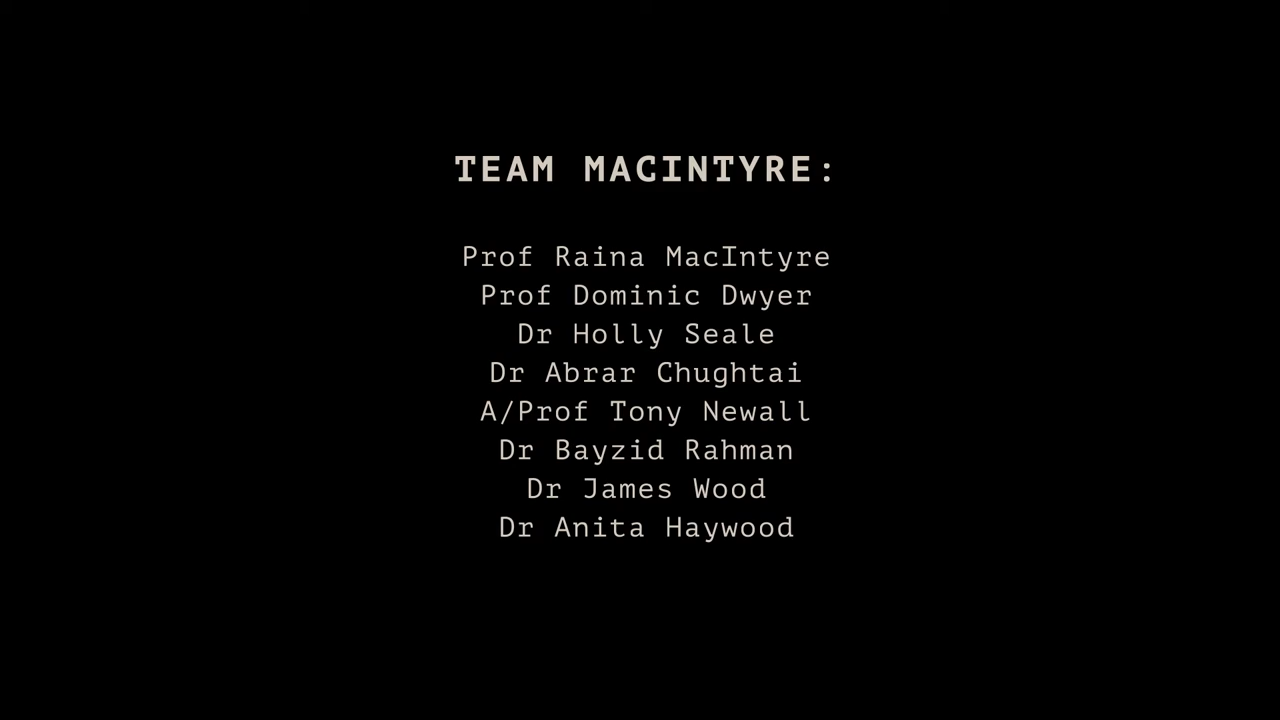 TEAM MACINTYRE:
Prof Raina MacIntyre
Prof Dominic Dwyer
Dr Holly Seale
Dr Abrar Chughtai
A/Prof Tony Newall
Dr Bayzid Rahman
Dr James Wood
Dr Anita Haywood